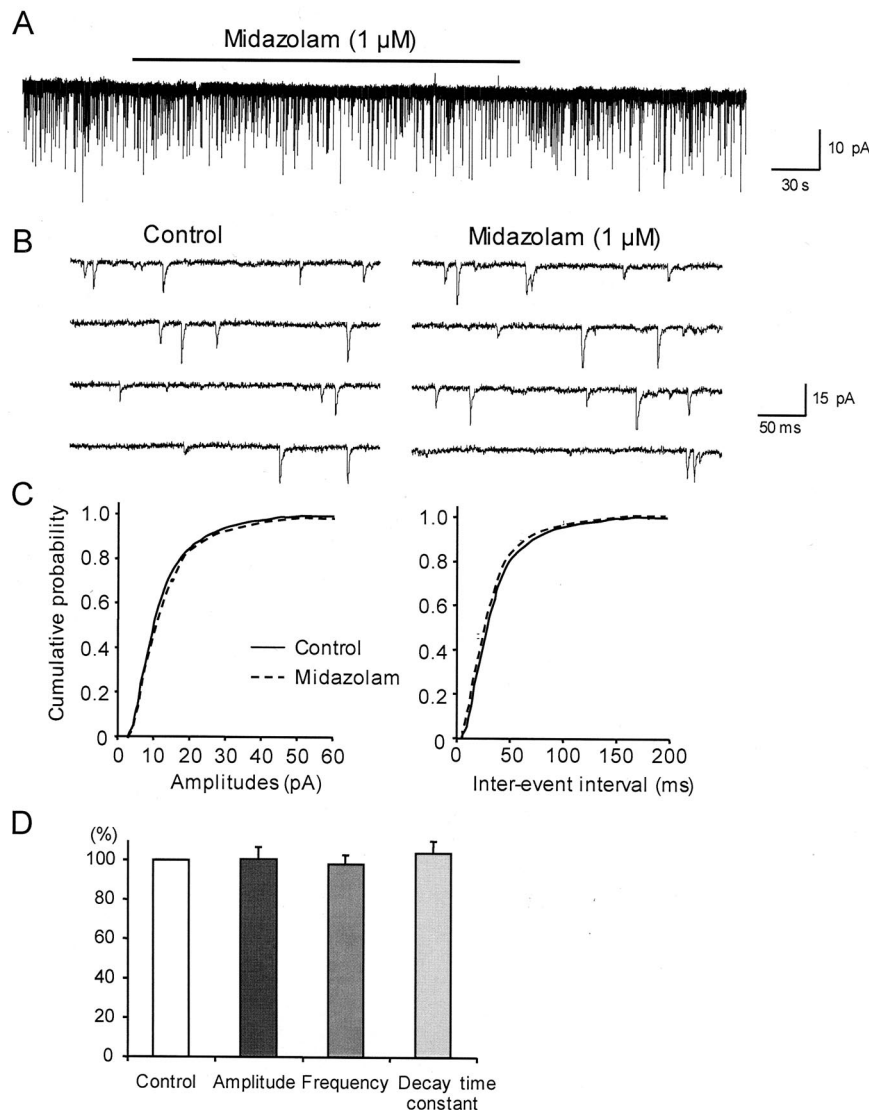 A
Midazolam (1 µM)
10 pA
30 s
B
Control
Midazolam (1 µM)
15 pA
50 ms
C
Cumulative probability
1.0
0.8
0.6
0.4
0.2
0
Control
Midazolam
0 10 20 30 40 50 60
Amplitudes (pA)
1.0
0.8
0.6
0.4
0.2
0
0 50 100 150 200
Inter-event interval (ms)
D
(%)
100
80
60
40
20
0
Control Amplitude Frequency Decay time
constant